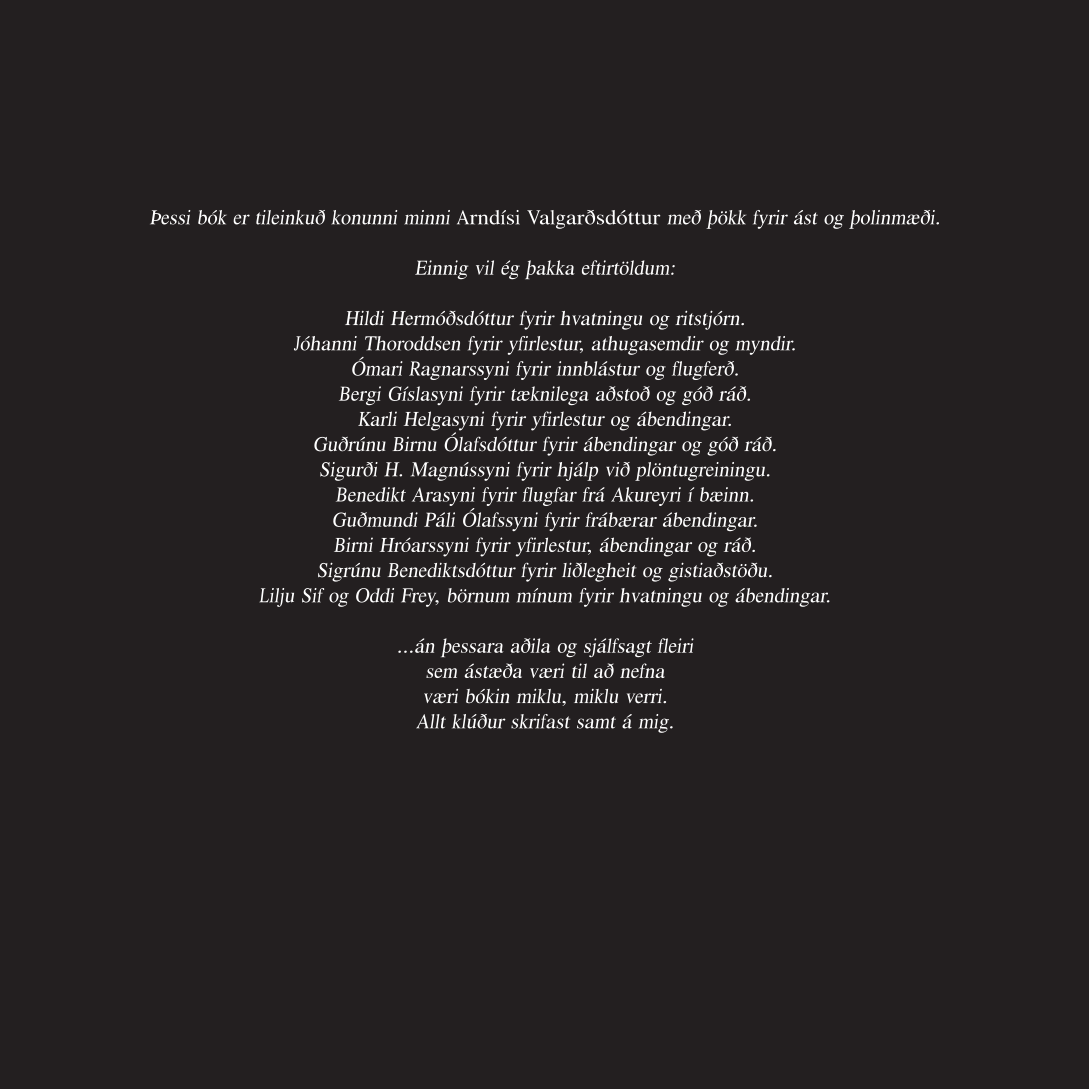 Þessi bók er tileinkuð konunni minni Arndísi Valgarðsdóttur með þökk fyrir ást og þolinmæði.
Einnig vil ég þakka eftirtöldum:
Hildi Hermóðsdóttur fyrir hvatningu og ritstjórn.
Jóhanni Thoroddsen fyrir yfirlestur, athugasemdir og myndir.
Ómari Ragnarssyni fyrir innblástur og flugferð.
Bergi Gíslasyni fyrir tæknilega aðstoð og góð ráð.
Karli Helgasyni fyrir yfirlestur og ábendingar.
Guðrúnu Birnu Ólafsdóttur fyrir ábendingar og góð ráð.
Sigurði H. Magnússyni fyrir hjálp við plöntugreiningu.
Benedikt Arasyni fyrir flugfar frá Akureyri í bæinn.
Guðmundi Páli Ólafssyni fyrir frábærar ábendingar.
Birni Hróarssyni fyrir yfirlestur, ábendingar og ráð.
Sigrúnu Benediktsdóttur fyrir liðlegheit og gistiaðstöðu.
Lilju Sif og Oddi Frey, börnum mínum fyrir hvatningu og ábendingar.
...án þessara aðila og sjálfsagt fleiri
sem ástæða væri til að nefna
væri bókin miklu, miklu verri.
Allt klúður skrifast samt á mig.